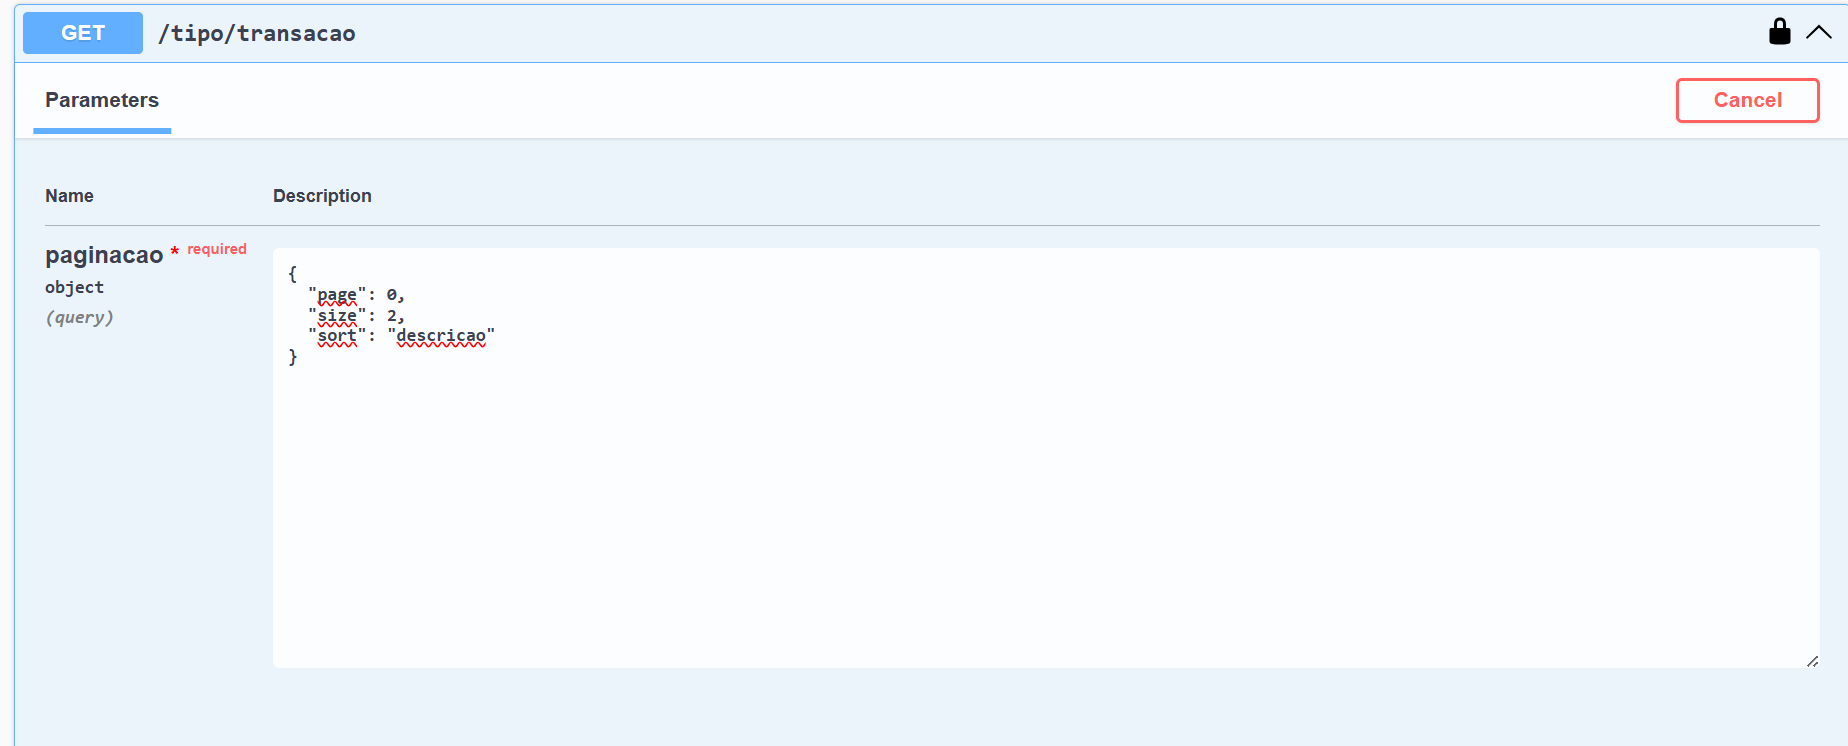 GET /tipo/transacao
Parameters
Cancel
Name
Description
paginacao * required
object
(query)
{
  "page": 0,
  "size": 2,
  "sort": "descricao"
}